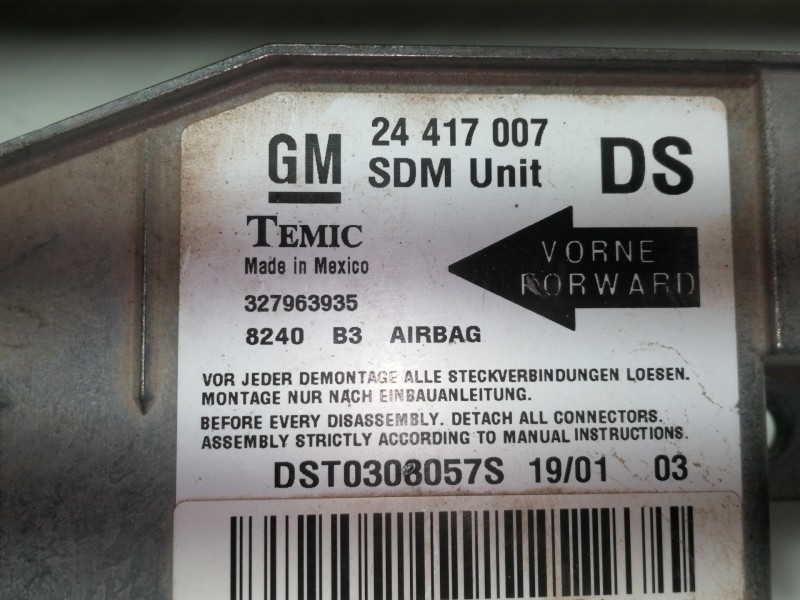 GM 24 417 007 DS
SDM Unit
TEMIC
Made in Mexico
VORNE
FORWARD
327963935
8240 B3 AIRBAG
VOR JEDER DEMONTAGE ALLE STECKVERBINDUNGEN LOESEN.
MONTAGE NUR NACH EINBAUANLEITUNG.
BEFORE EVERY DISASSEMBLY. DETACH ALL CONNECTORS.
ASSEMBLY STRICTLY ACCORDING TO MANUAL INSTRUCTIONS.
DST0308057S 19/01 03